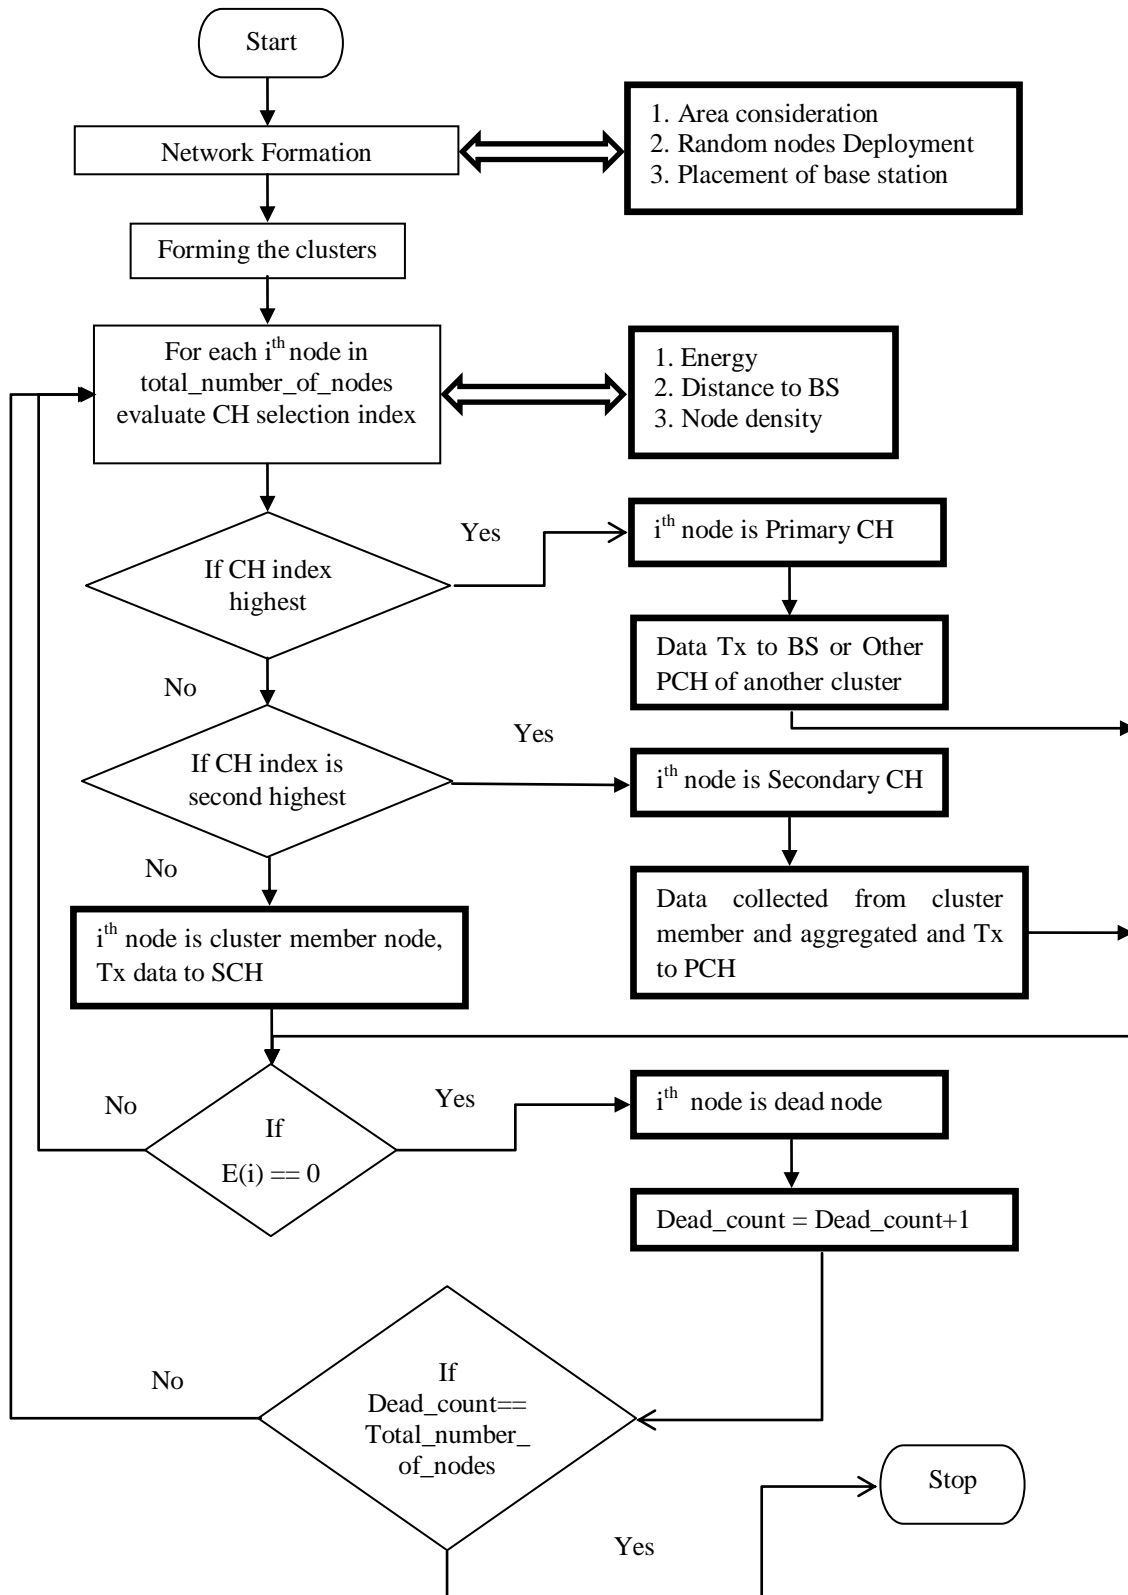 Start
Network Formation
1. Area consideration
2. Random nodes Deployment
3. Placement of base station
Forming the clusters
For each i^th node in
total_number_of_nodes
evaluate CH selection index
1. Energy
2. Distance to BS
3. Node density
If CH index
highest
Yes
i^th node is Primary CH
Data Tx to BS or Other
PCH of another cluster
No
If CH index is
second highest
Yes
i^th node is Secondary CH
Data collected from cluster
member and aggregated and Tx
to PCH
No
i^th node is cluster member node,
Tx data to SCH
If
E(i) == 0
No
Yes
i^th node is dead node
Dead_count = Dead_count+1
If
Dead_count==
Total_number_
of_nodes
No
Yes
Stop